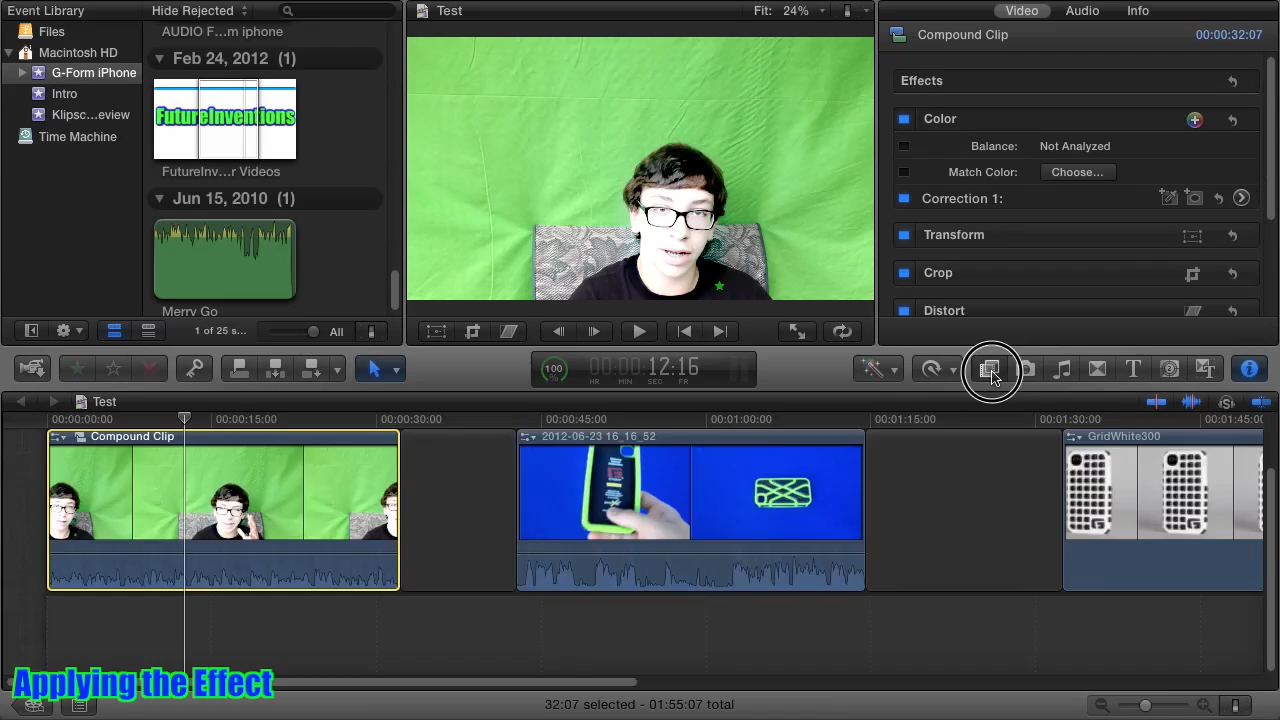 Event Library
Hide Rejected
Test
Fit: 24%
Video
Audio
Info
Files
Macintosh HD
G-Form iPhone
Intro
Klipsc...eview
Time Machine
AUDIO F...m iphone
Feb 24, 2012 (1)
FutureInventions
FutureInv...r Videos
Jun 15, 2010 (1)
Merry Go
1 of 25 s...
All
Compound Clip
00:00:32:07
Effects
Color
Balance:
Not Analyzed
Match Color:
Choose...
Correction 1:
Transform
Crop
Distort
100
%
00:00:12:16
HR
MIN
SEC
FR
Test
00:00:00:00
00:00:15:00
00:00:30:00
00:00:45:00
00:01:00:00
00:01:15:00
00:01:30:00
00:01:45:00
Compound Clip
2012-06-23 16_16_52
GridWhite300
Applying the Effect
32:07 selected - 01:55:07 total